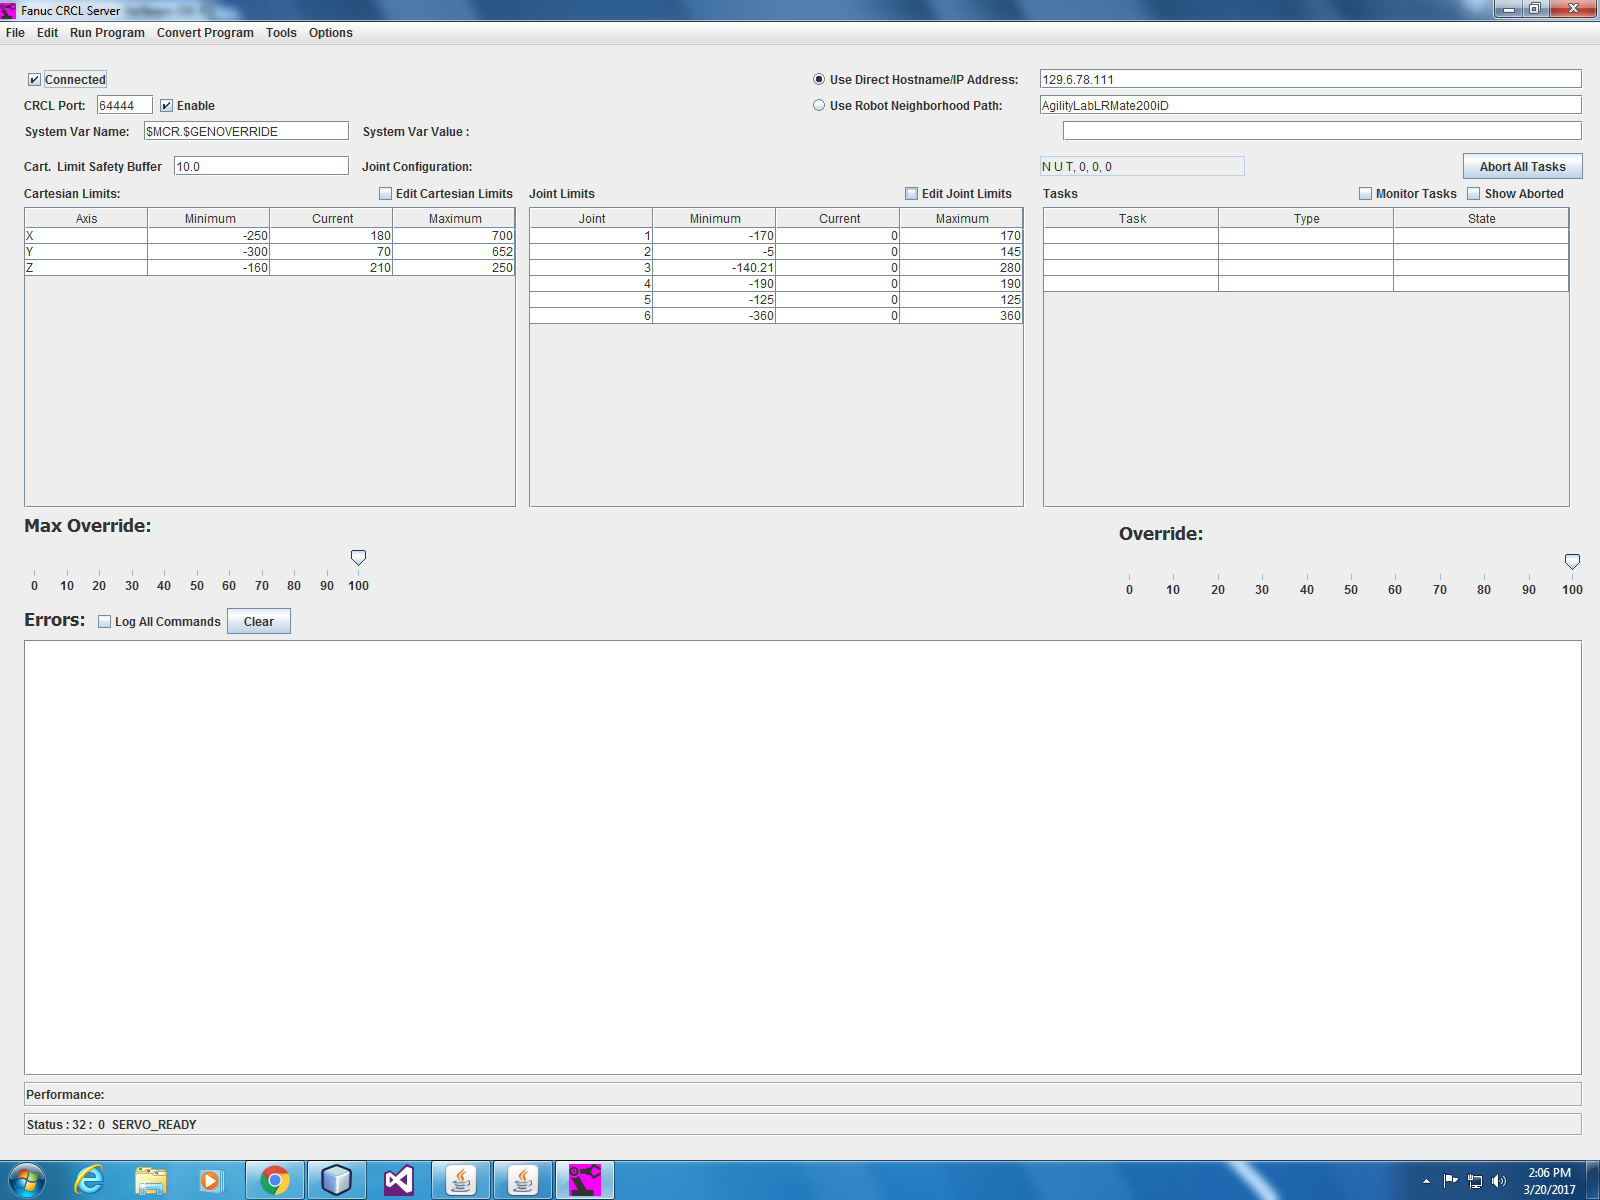 Fanuc CRCL Server
File Edit Run Program Convert Program Tools Options
Connected
Use Direct Hostname/IP Address: 129.6.78.111
CRCL Port: 64444 Enable
Use Robot Neighborhood Path: AgilityLabLRMate200iD
System Var Name: $MCR.$GENOVERRIDE System Var Value :
Cart. Limit Safety Buffer 10.0 Joint Configuration: N U T, 0, 0, 0 Abort All Tasks
Cartesian Limits: Edit Cartesian Limits
Axis Minimum Current Maximum
X -250 180 700
Y -300 70 652
Z -160 210 250
Joint Limits Edit Joint Limits
Joint Minimum Current Maximum
1 -170 0 170
2 -5 0 145
3 -140.21 0 280
4 -190 0 190
5 -125 0 125
6 -360 0 360
Tasks Monitor Tasks Show Aborted
Task Type State
Max Override:
0 10 20 30 40 50 60 70 80 90 100
Override:
0 10 20 30 40 50 60 70 80 90 100
Errors: Log All Commands Clear
Performance:
Status : 32 : 0 SERVO_READY
2:06 PM
3/20/2017